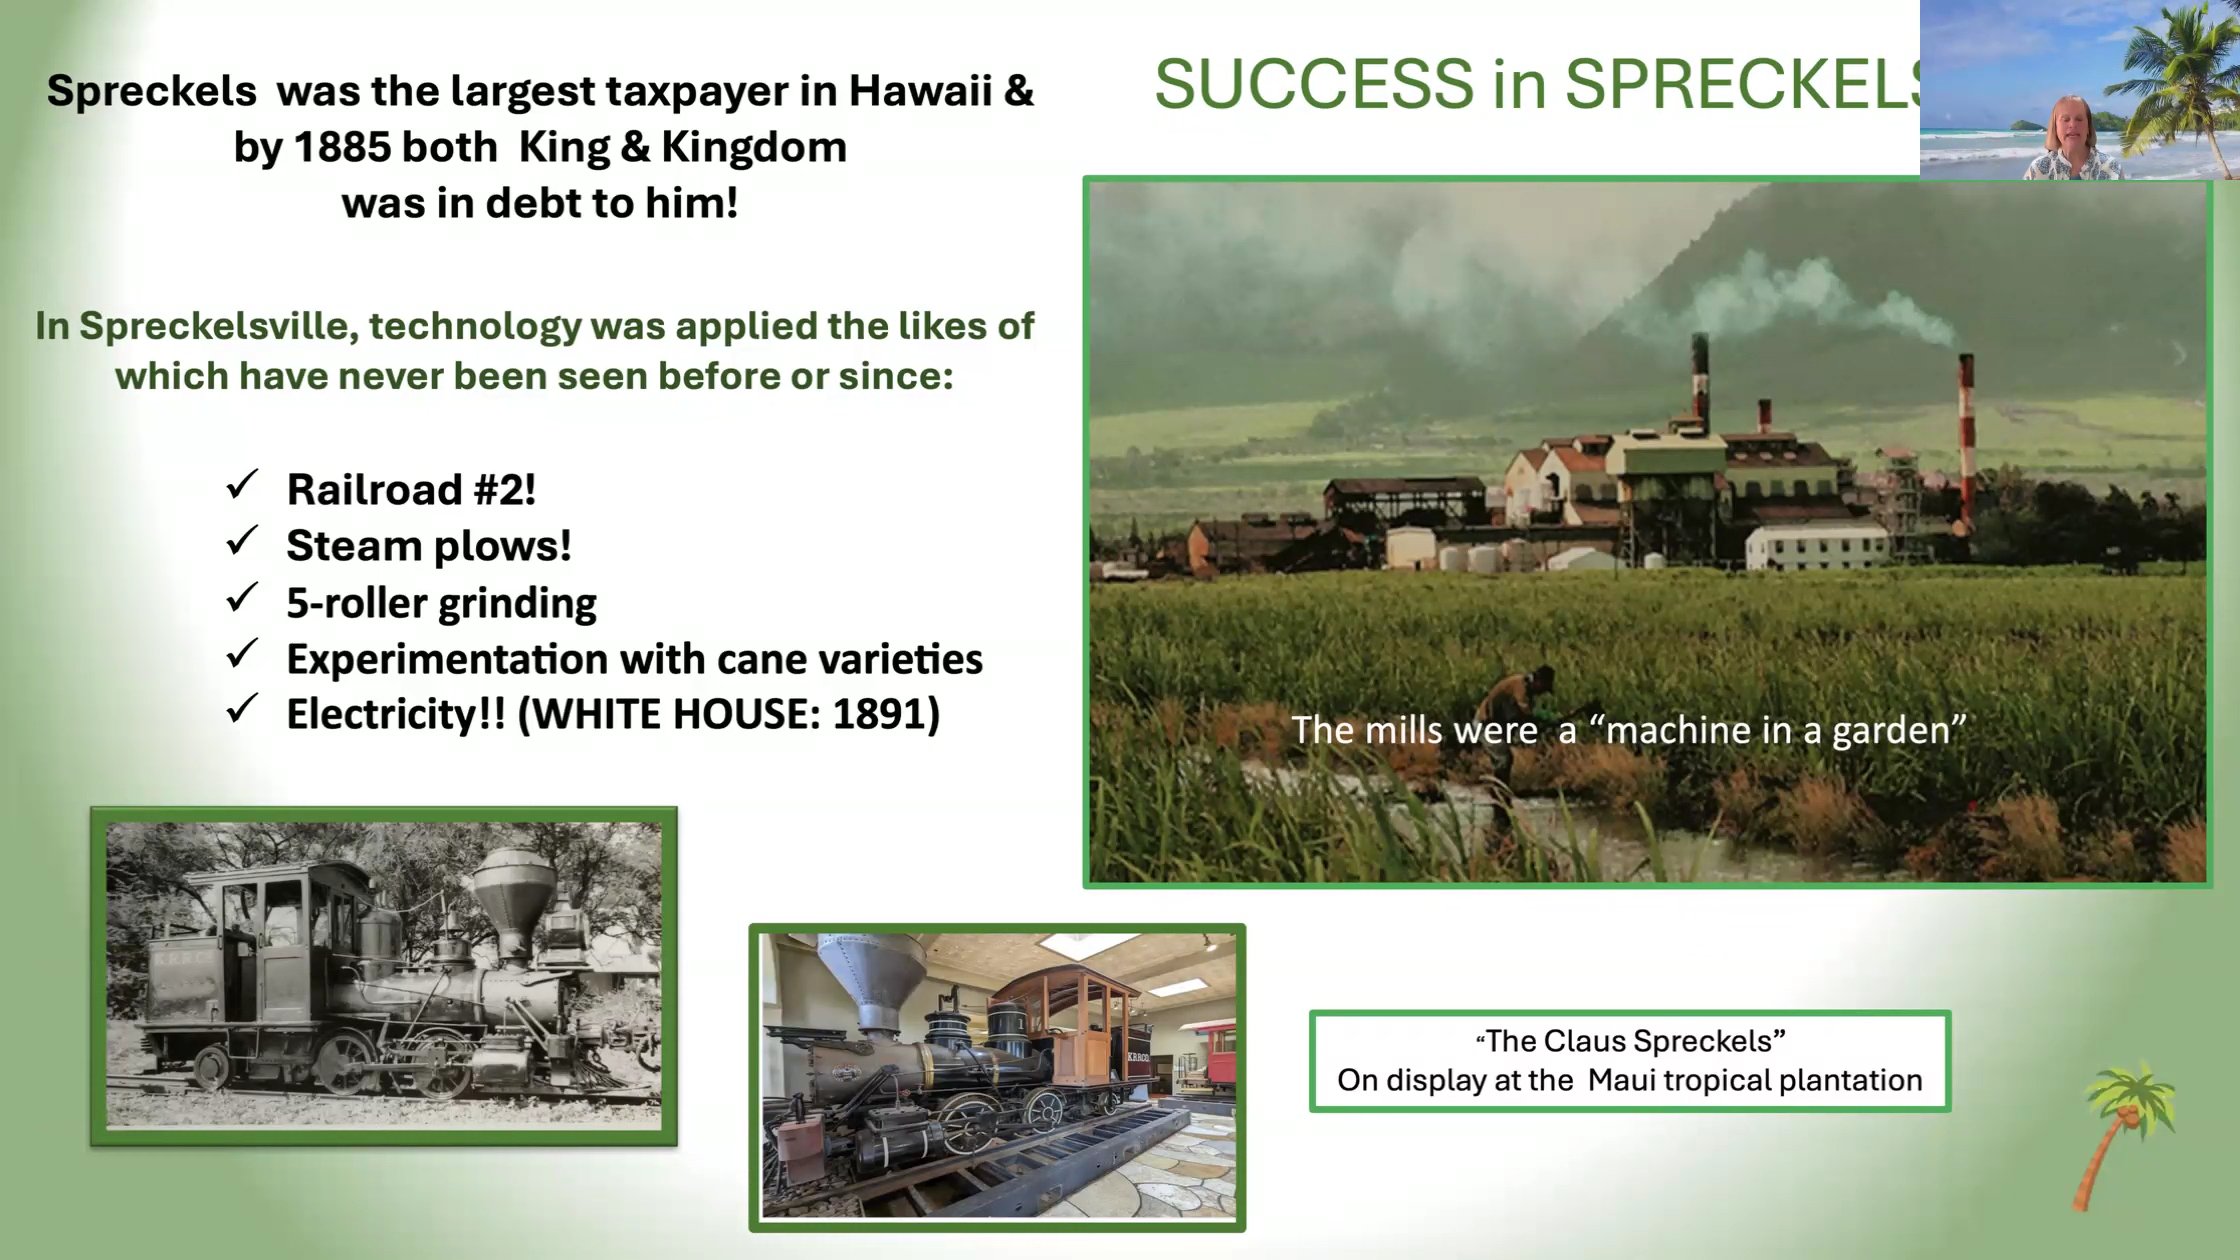 Spreckels was the largest taxpayer in Hawaii &
by 1885 both King & Kingdom
was in debt to him!
SUCCESS in SPRECKELS
In Spreckelsville, technology was applied the likes of
which have never been seen before or since:
✓ Railroad #2!
✓ Steam plows!
✓ 5-roller grinding
✓ Experimentation with cane varieties
✓ Electricity!! (WHITE HOUSE: 1891)
The mills were a “machine in a garden”
KRRCO
“The Claus Spreckels”
On display at the Maui tropical plantation